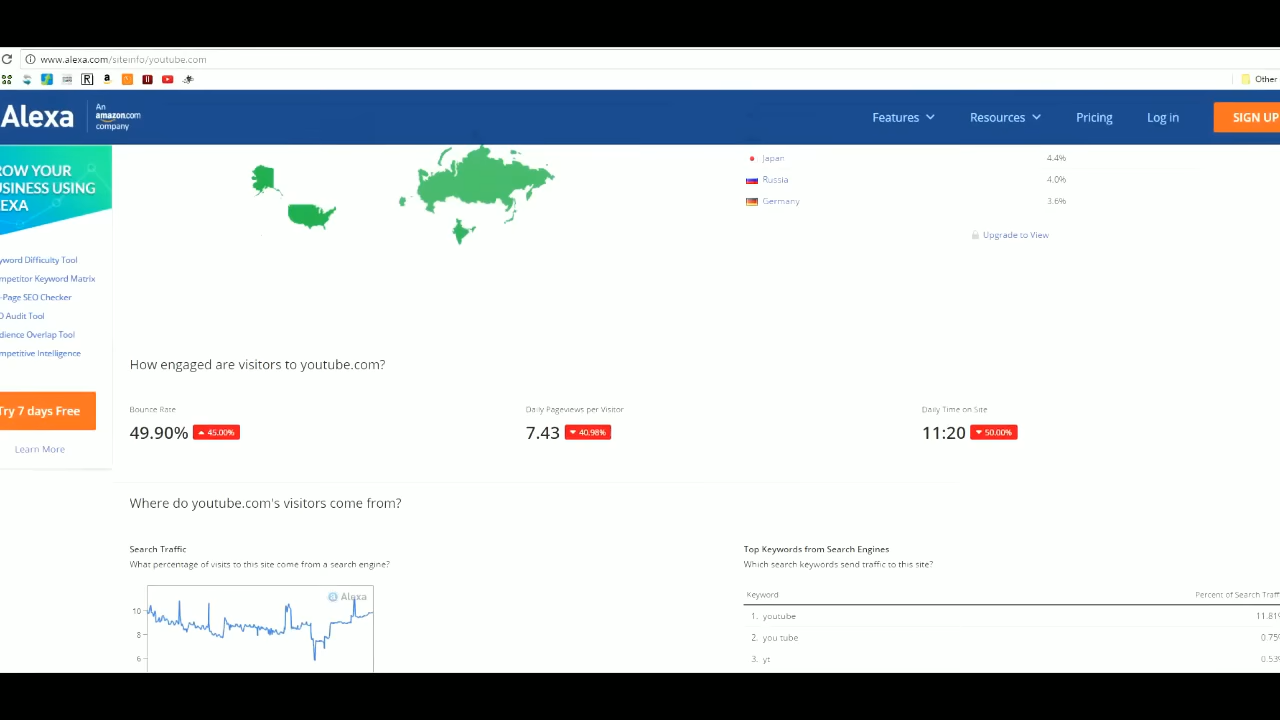 www.alexa.com/siteinfo/youtube.com
Other
Alexa
An
amazon.com
company
Features
Resources
Pricing
Log in
SIGN UP
ROW YOUR
USINESS USING
EXA
yword Difficulty Tool
mpetitor Keyword Matrix
-Page SEO Checker
O Audit Tool
dience Overlap Tool
mpetitive Intelligence
Try 7 days Free
Learn More
Japan 4.4%
Russia 4.0%
Germany 3.6%
Upgrade to View
How engaged are visitors to youtube.com?
Bounce Rate
49.90% 45.00%
Daily Pageviews per Visitor
7.43 40.98%
Daily Time on Site
11:20 50.00%
Where do youtube.com's visitors come from?
Search Traffic
What percentage of visits to this site come from a search engine?
Alexa
10
8
6
Top Keywords from Search Engines
Which search keywords send traffic to this site?
Keyword Percent of Search Traff
1. youtube 11.81%
2. you tube 0.75
3. yt 0.53